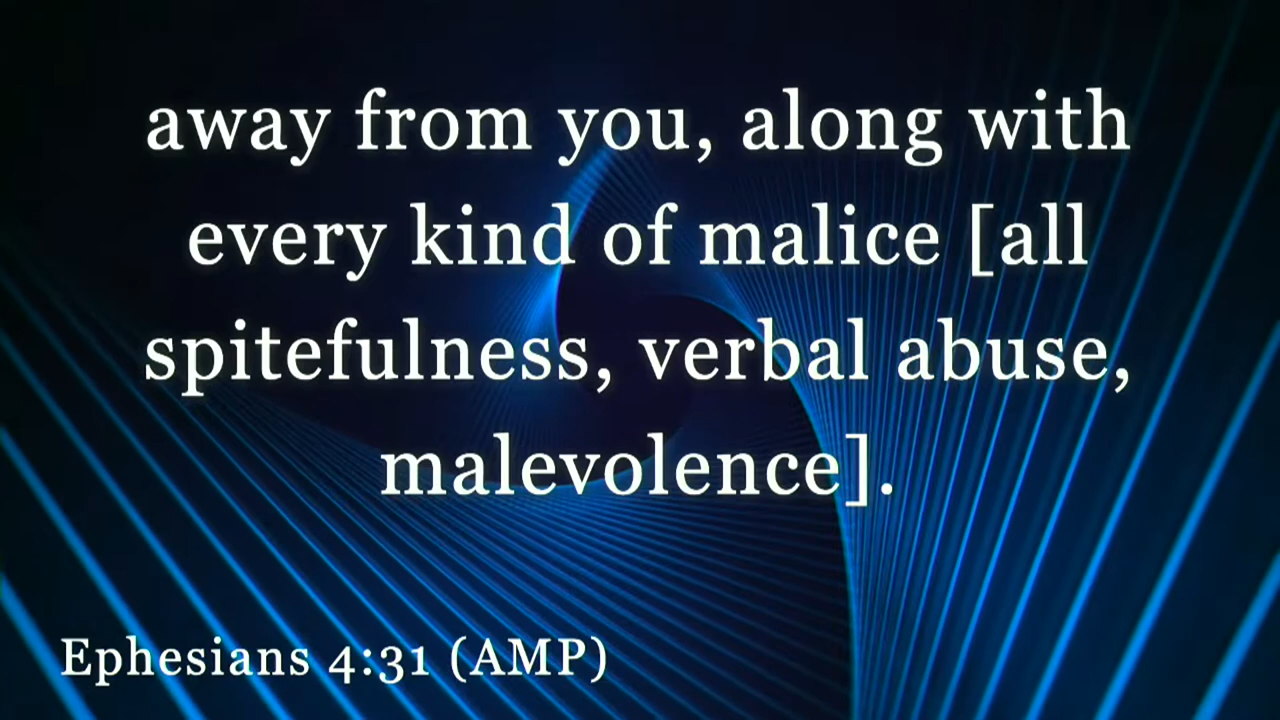 away from you, along with
every kind of malice [all
spitefulness, verbal abuse,
malevolence].
Ephesians 4:31 (AMP)